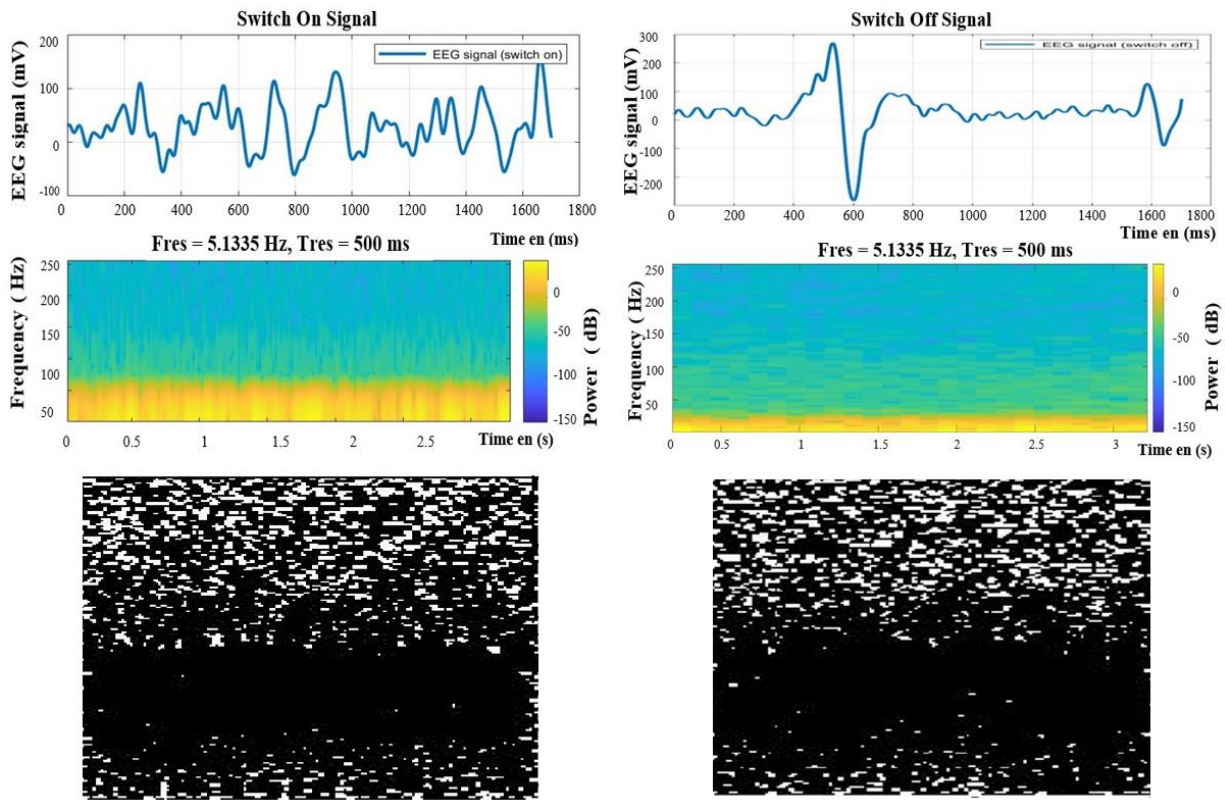 Switch On Signal
EEG signal (mV)
200
100
0
-100
EEG signal (switch on)
0 200 400 600 800 1000 1200 1400 1600 1800
Time en (ms)
Fres = 5.1335 Hz, Tres = 500 ms
Frequency ( Hz)
250
200
150
100
50
0 0.5 1 1.5 2 2.5
Time en (s)
0
-50
-100
-150
Power ( dB)
Switch Off Signal
EEG signal (mV)
300
200
100
0
-100
-200
EEG signal (switch off)
0 200 400 600 800 1000 1200 1400 1600 1800
Time en (ms)
Fres = 5.1335 Hz, Tres = 500 ms
Frequency ( Hz)
250
200
150
100
50
0 0.5 1 1.5 2 2.5 3
Time en (s)
0
-50
-100
-150
Power ( dB)